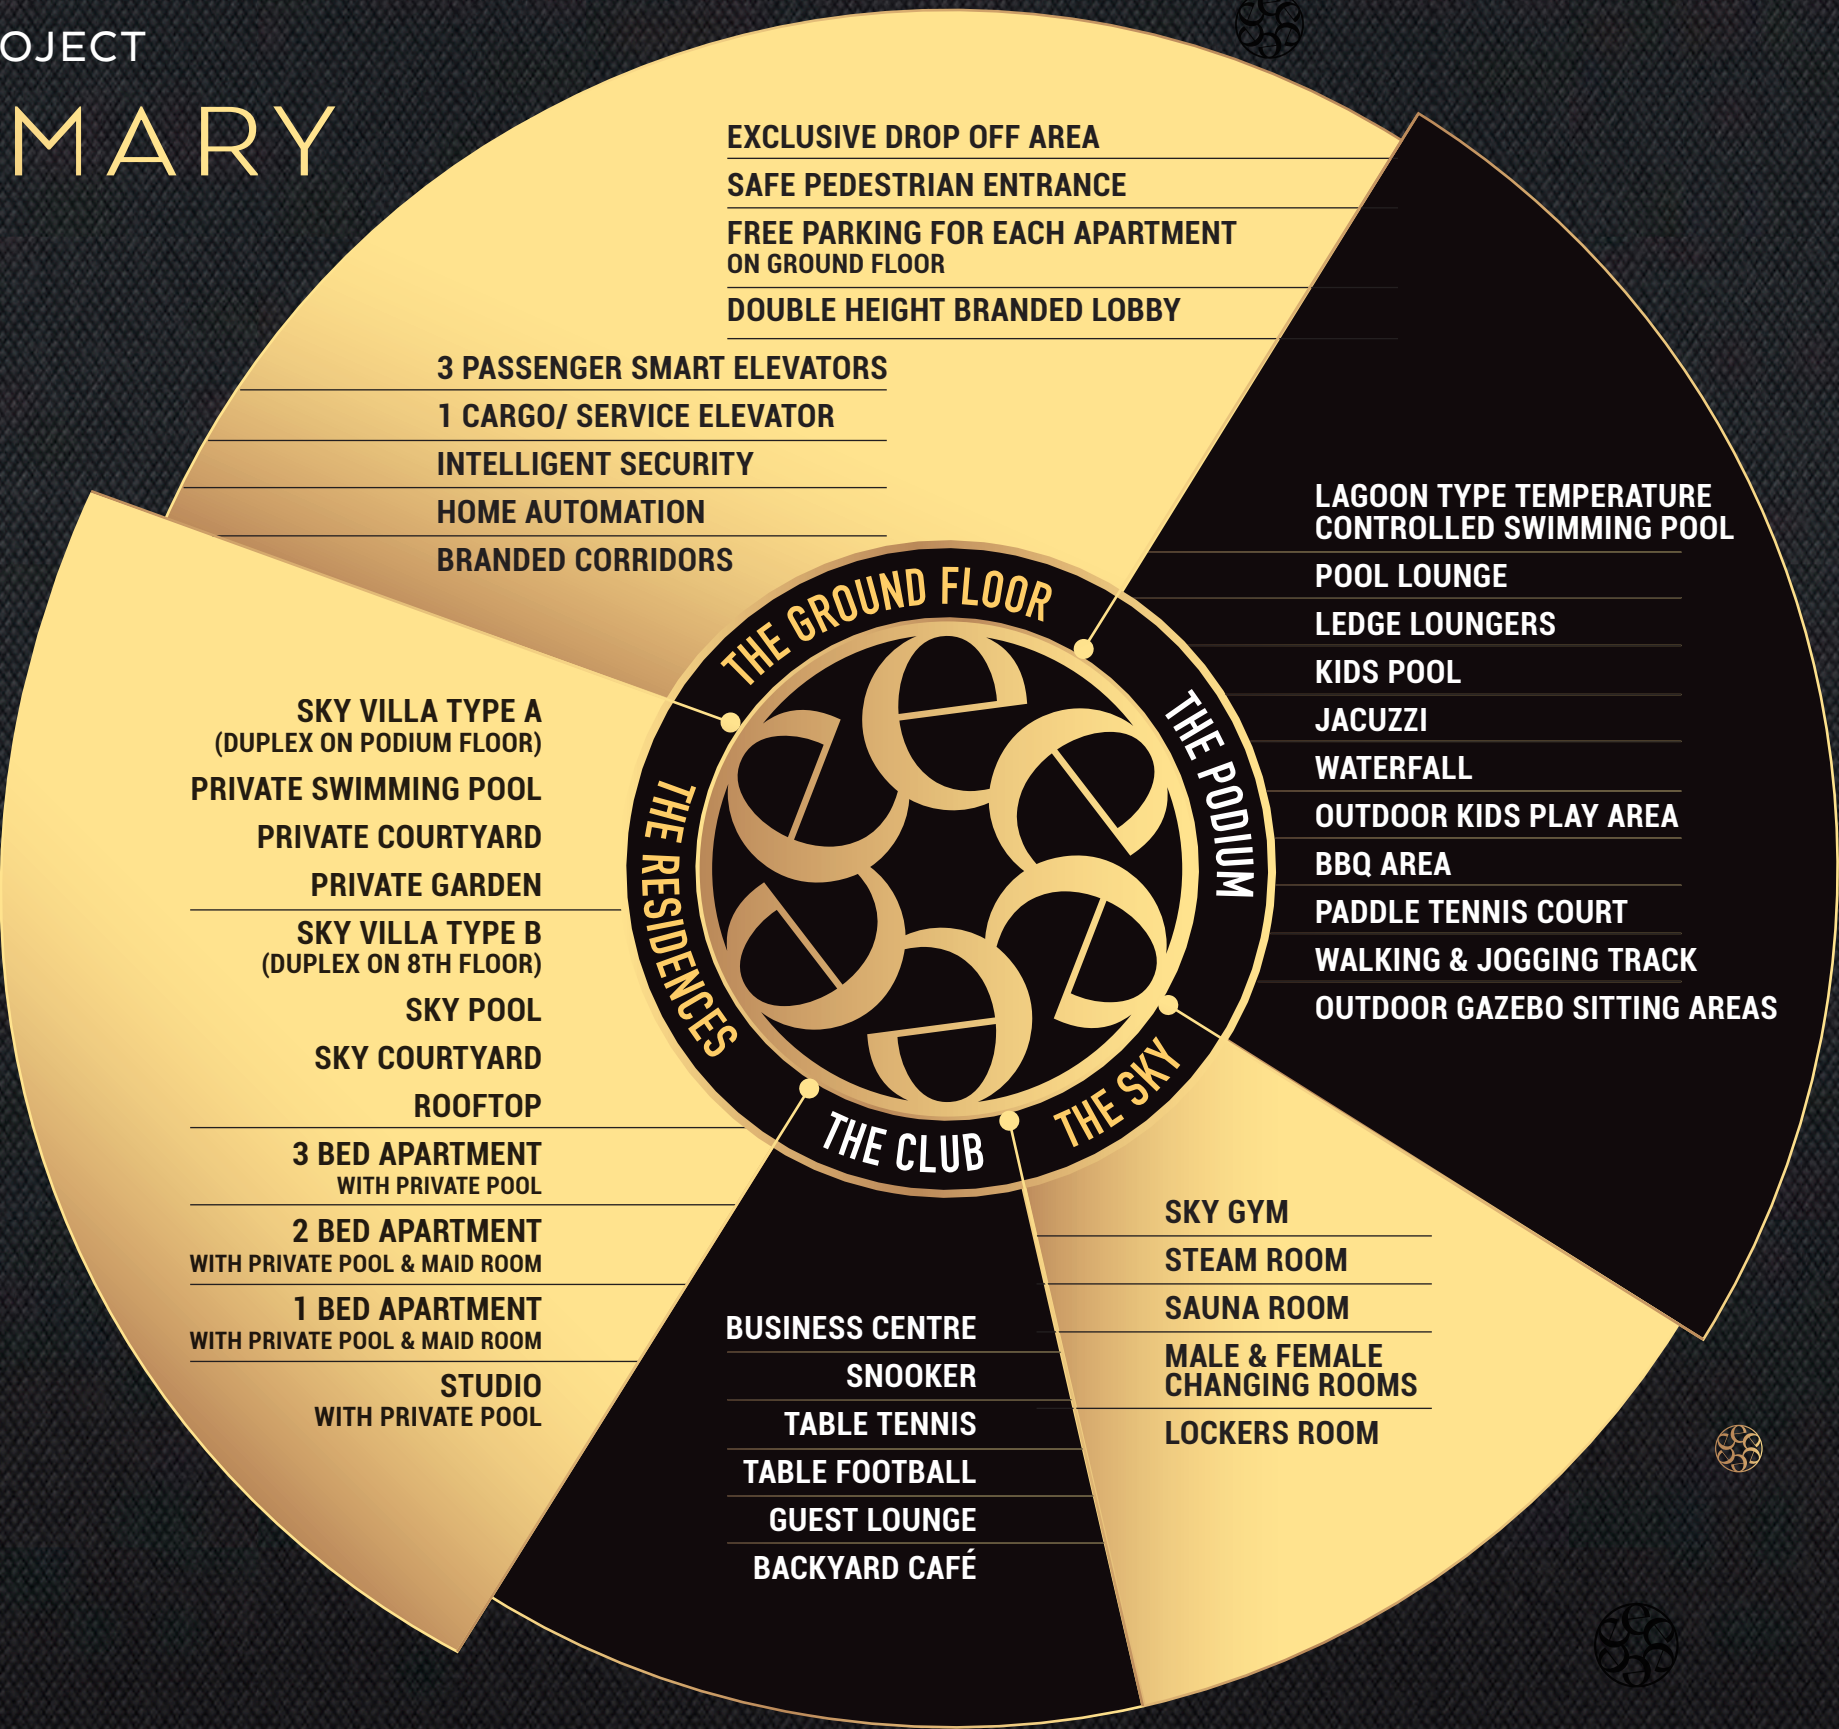 OJECT
MARY
EXCLUSIVE DROP OFF AREA
SAFE PEDESTRIAN ENTRANCE
FREE PARKING FOR EACH APARTMENT
ON GROUND FLOOR
DOUBLE HEIGHT BRANDED LOBBY
3 PASSENGER SMART ELEVATORS
1 CARGO/ SERVICE ELEVATOR
INTELLIGENT SECURITY
HOME AUTOMATION
BRANDED CORRIDORS
THE GROUND FLOOR
THE PODIUM
LAGOON TYPE TEMPERATURE
CONTROLLED SWIMMING POOL
POOL LOUNGE
LEDGE LOUNGERS
KIDS POOL
JACUZZI
WATERFALL
OUTDOOR KIDS PLAY AREA
BBQ AREA
PADDLE TENNIS COURT
WALKING & JOGGING TRACK
OUTDOOR GAZEBO SITTING AREAS
THE SKY
SKY GYM
STEAM ROOM
SAUNA ROOM
MALE & FEMALE
CHANGING ROOMS
LOCKERS ROOM
THE CLUB
BUSINESS CENTRE
SNOOKER
TABLE TENNIS
TABLE FOOTBALL
GUEST LOUNGE
BACKYARD CAFÉ
THE RESIDENCES
SKY VILLA TYPE A
(DUPLEX ON PODIUM FLOOR)
PRIVATE SWIMMING POOL
PRIVATE COURTYARD
PRIVATE GARDEN
SKY VILLA TYPE B
(DUPLEX ON 8TH FLOOR)
SKY POOL
SKY COURTYARD
ROOFTOP
3 BED APARTMENT
WITH PRIVATE POOL
2 BED APARTMENT
WITH PRIVATE POOL & MAID ROOM
1 BED APARTMENT
WITH PRIVATE POOL & MAID ROOM
STUDIO
WITH PRIVATE POOL